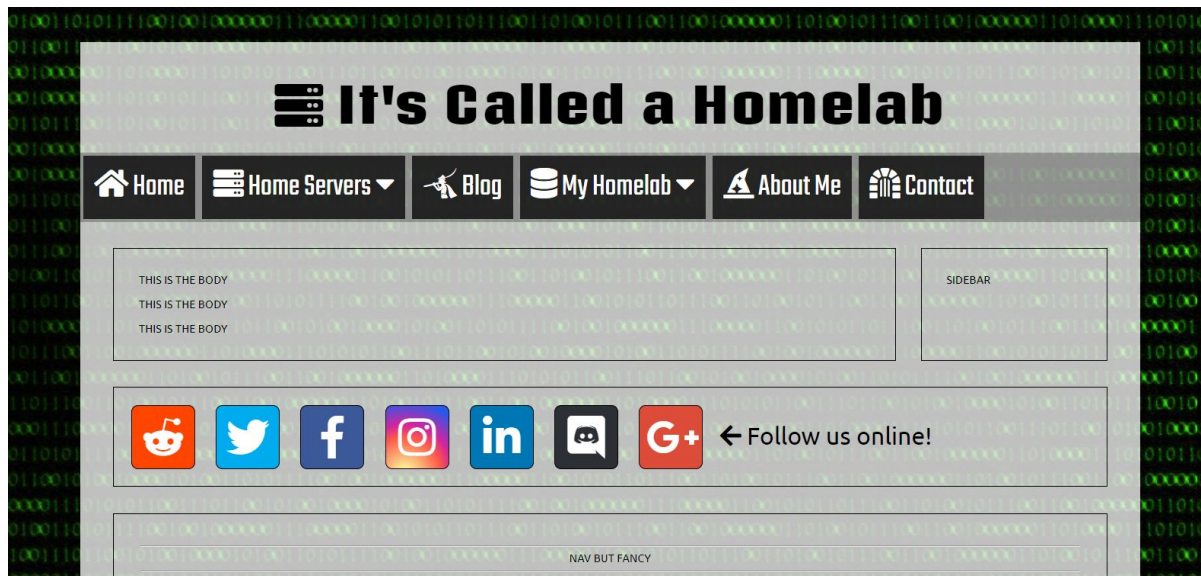 It's Called a Homelab
Home Home Servers Blog My Homelab About Me Contact
THIS IS THE BODY
THIS IS THE BODY
THIS IS THE BODY
SIDEBAR
f in G+ Follow us online!
NAV BUT FANCY